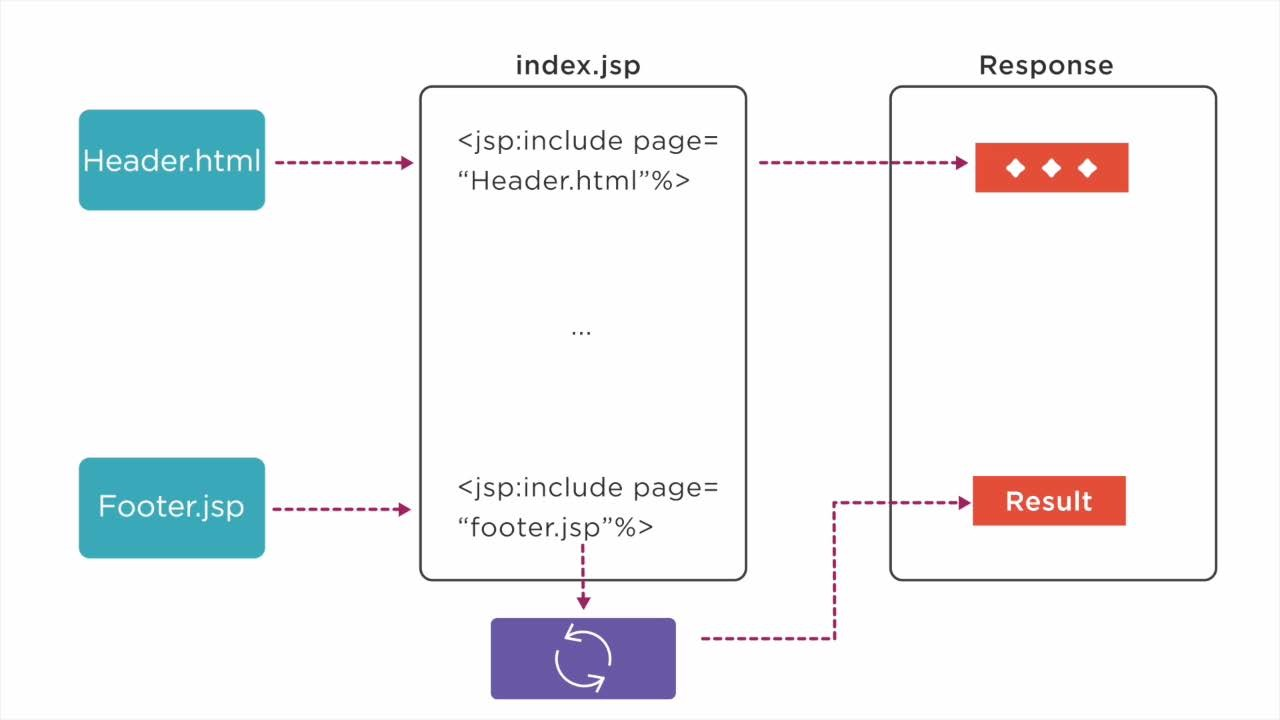 index.jsp
Response
Header.html
<jsp:include page=
“Header.html”%>
...
Footer.jsp
<jsp:include page=
“footer.jsp”%>
Result